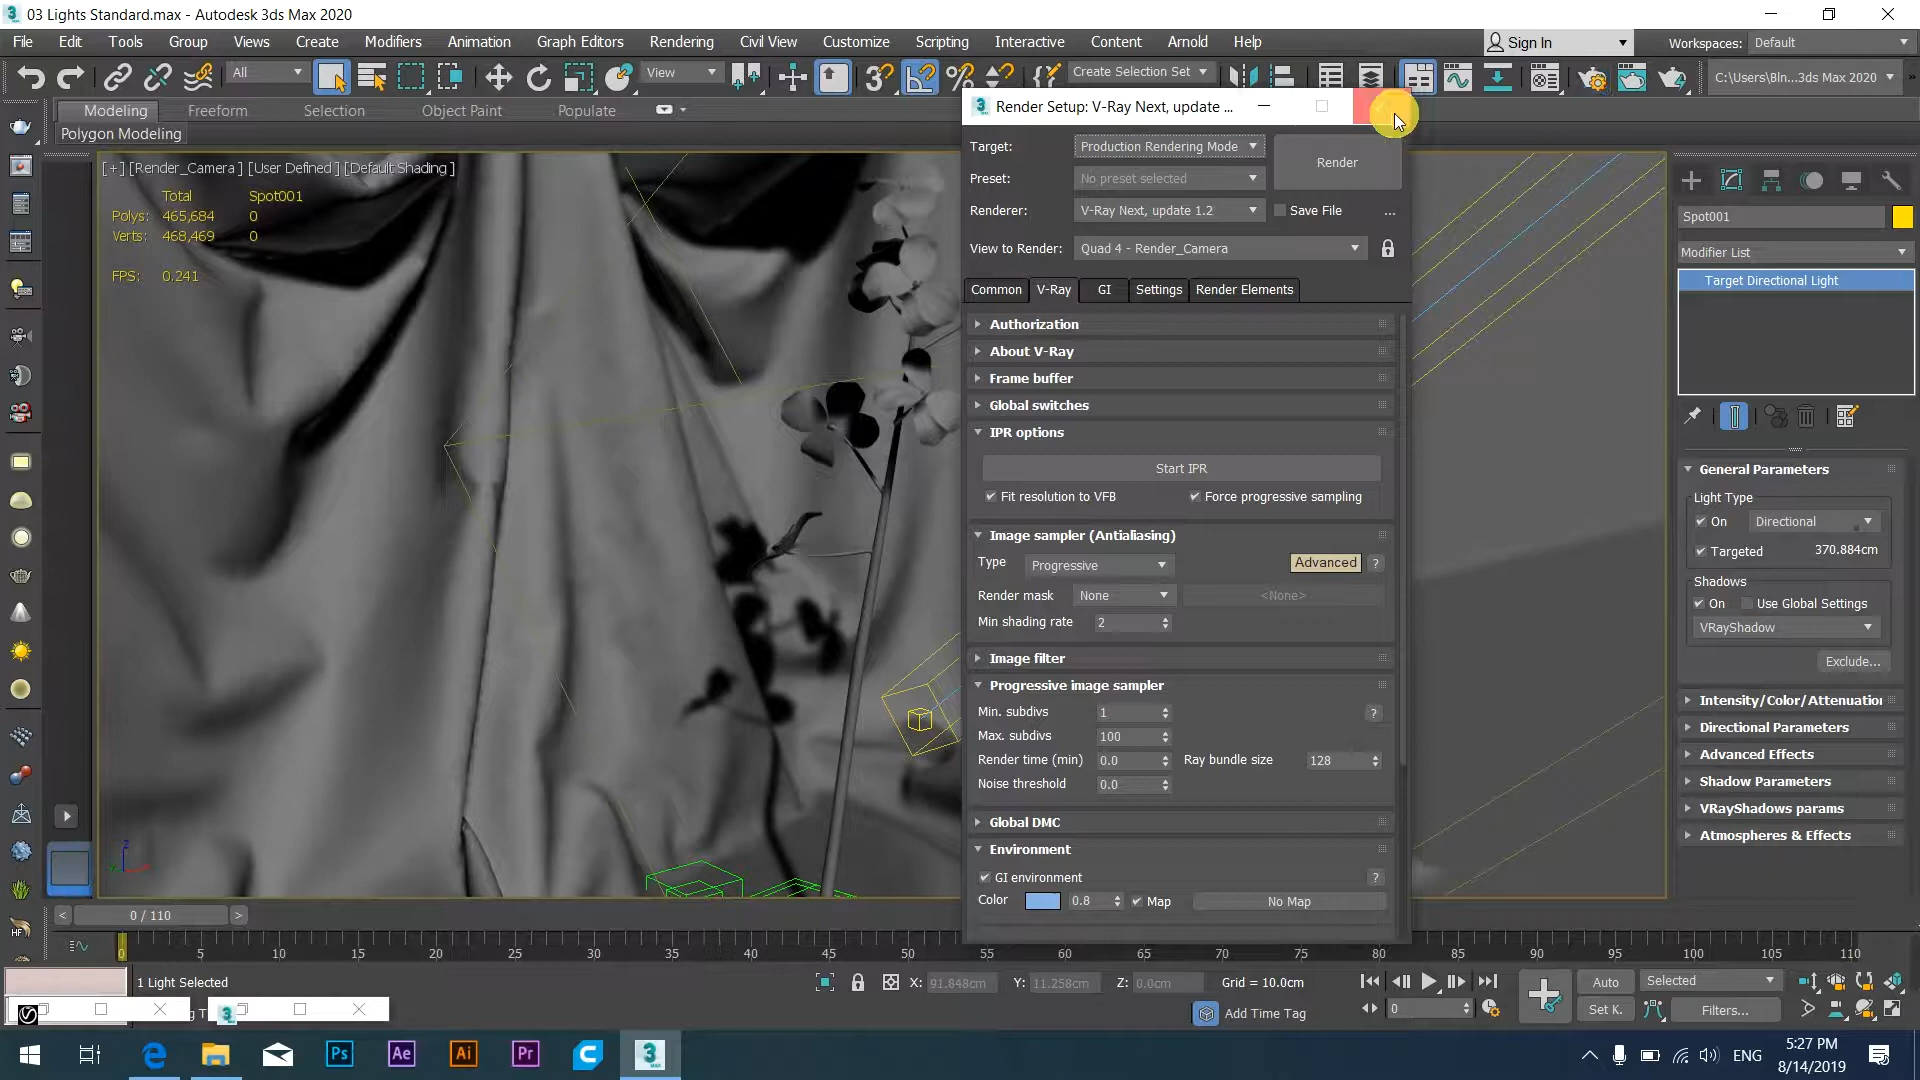 03 Lights Standard.max - Autodesk 3ds Max 2020
File Edit Tools Group Views Create Modifiers Animation Graph Editors Rendering Civil View Customize Scripting Interactive Content Arnold Help
Sign In
Workspaces: Default
All
View
Create Selection Set
C:\Users\Bln...3ds Max 2020
Modeling Freeform Selection Object Paint Populate
Polygon Modeling
[+] [Render_Camera ] [User Defined ] [Default Shading ]
Total Spot001
Polys: 465,684 0
Verts: 468,469 0
FPS: 0.241
Render Setup: V-Ray Next, update ...
Target: Production Rendering Mode
Render
Preset: No preset selected
Renderer: V-Ray Next, update 1.2
Save File ...
View to Render: Quad 4 - Render_Camera
Common V-Ray GI Settings Render Elements
Authorization
About V-Ray
Frame buffer
Global switches
IPR options
Start IPR
Fit resolution to VFB Force progressive sampling
Image sampler (Antialiasing)
Type Progressive Advanced ?
Render mask None <None>
Min shading rate 2
Image filter
Progressive image sampler
Min. subdivs 1 ?
Max. subdivs 100
Render time (min) 0.0 Ray bundle size 128
Noise threshold 0.0
Global DMC
Environment
GI environment ?
Color 0.8 Map No Map
Spot001
Modifier List
Target Directional Light
General Parameters
Light Type
On Directional
Targeted 370.884cm
Shadows
On Use Global Settings
VRayShadow
Exclude...
Intensity/Color/Attenuation
Directional Parameters
Advanced Effects
Shadow Parameters
VRayShadows params
Atmospheres & Effects
< 0 / 110 >
0 5 10 15 20 25 30 35 40 45 50 55 60 65 70 75 80 85 90 95 100 105 110
1 Light Selected
X: 91.848cm Y: 11.258cm Z: 0.0cm Grid = 10.0cm
Auto Selected
Add Time Tag
0
Set K. Filters...
Ps Ae Ai Pr
ENG
5:27 PM
8/14/2019